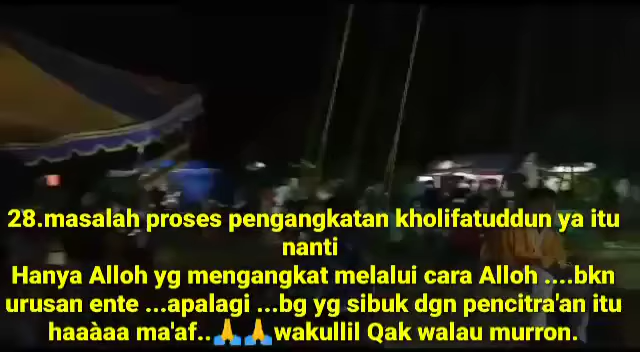 28.masalah proses pengangkatan kholifatuddun ya itu
nanti
Hanya Alloh yg mengangkat melalui cara Alloh ....bkn
urusan ente ...apalagi ...bg yg sibuk dgn pencitra'an itu
haaàaa ma'af..🙏🙏wakullil Qak walau murron.